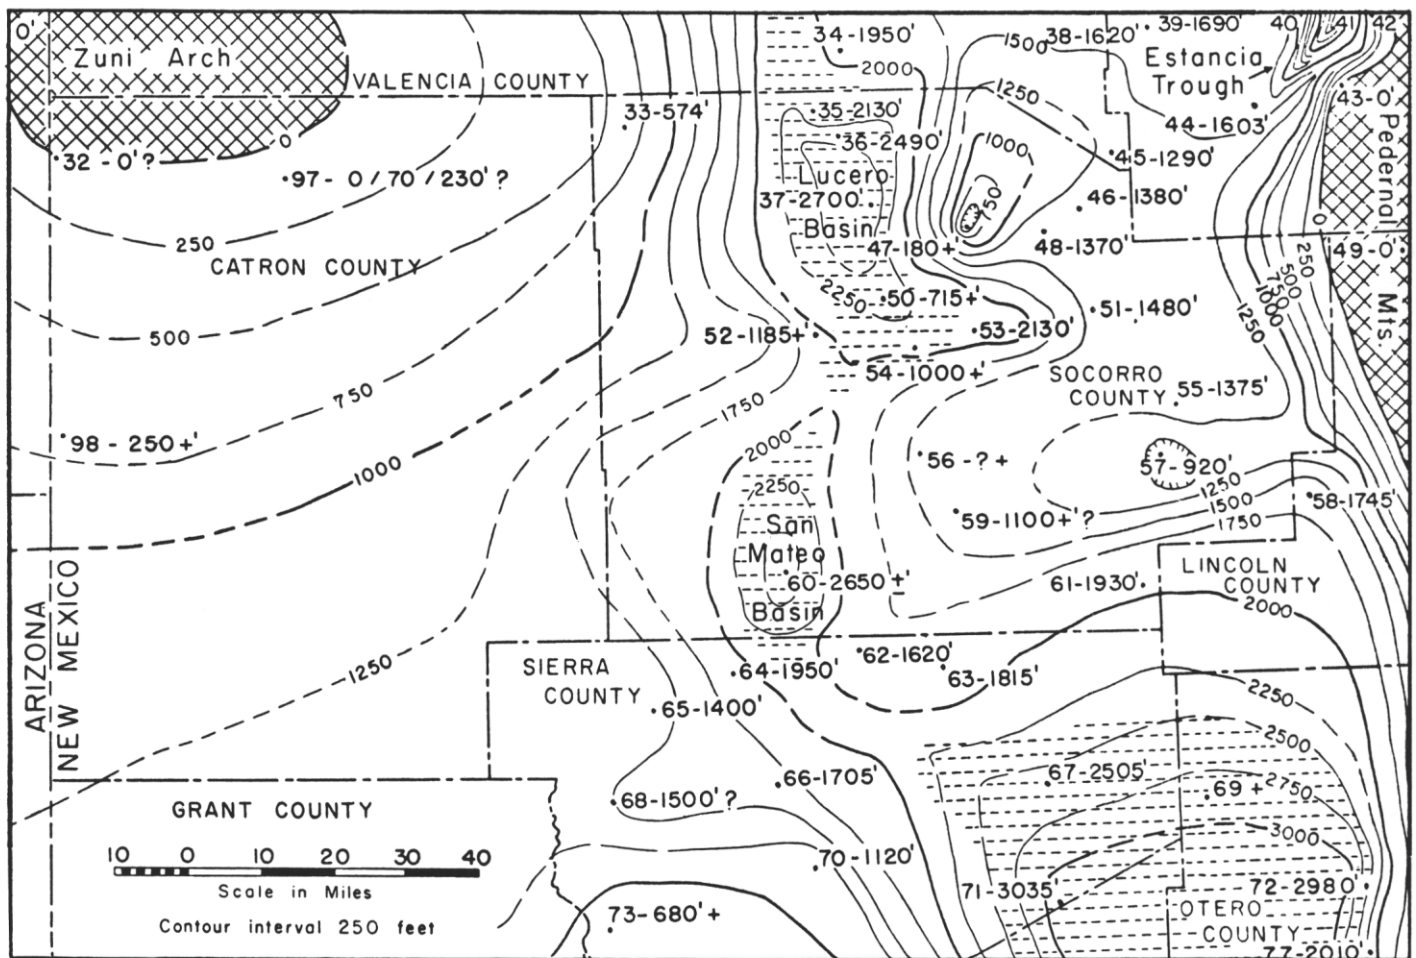 0'
Zuni Arch
VALENCIA COUNTY
34-1950'
2000
1500
38-1620'
39-1690'
40
41
42
Estancia
Trough
33-574'
35-2130'
36-2490'
1250
1000
750
44-1603'
43-0'
Pedernal
Mts.
45-1290'
32-0'?
0
97-0/70/230'?
Lucero
Basin
37-2700'
46-1380'
0
250
CATRON COUNTY
47-180+'
48-1370'
49-0'
250
500
750
1000
1250
2250
50-715+'
51-1480'
500
52-1185+'
53-2130'
54-1000+'
SOCORRO
COUNTY
55-1375'
750
1750
98-250+'
1000
2000
56-?+
57-920'
2250
San
Mateo
Basin
59-1100+'?
1250
1500
1750
58-1745'
60-2650±'
61-1930'
LINCOLN
COUNTY
2000
ARIZONA
NEW MEXICO
1250
SIERRA
COUNTY
64-1950'
62-1620'
63-1815'
65-1400'
2250
2500
66-1705'
67-2505'
69+
2750
68-1500'?
GRANT COUNTY
3000
10 0 10 20 30 40
Scale in Miles
Contour interval 250 feet
70-1120'
71-3035'
72-2980'
73-680'+
OTERO
COUNTY
77-2010'